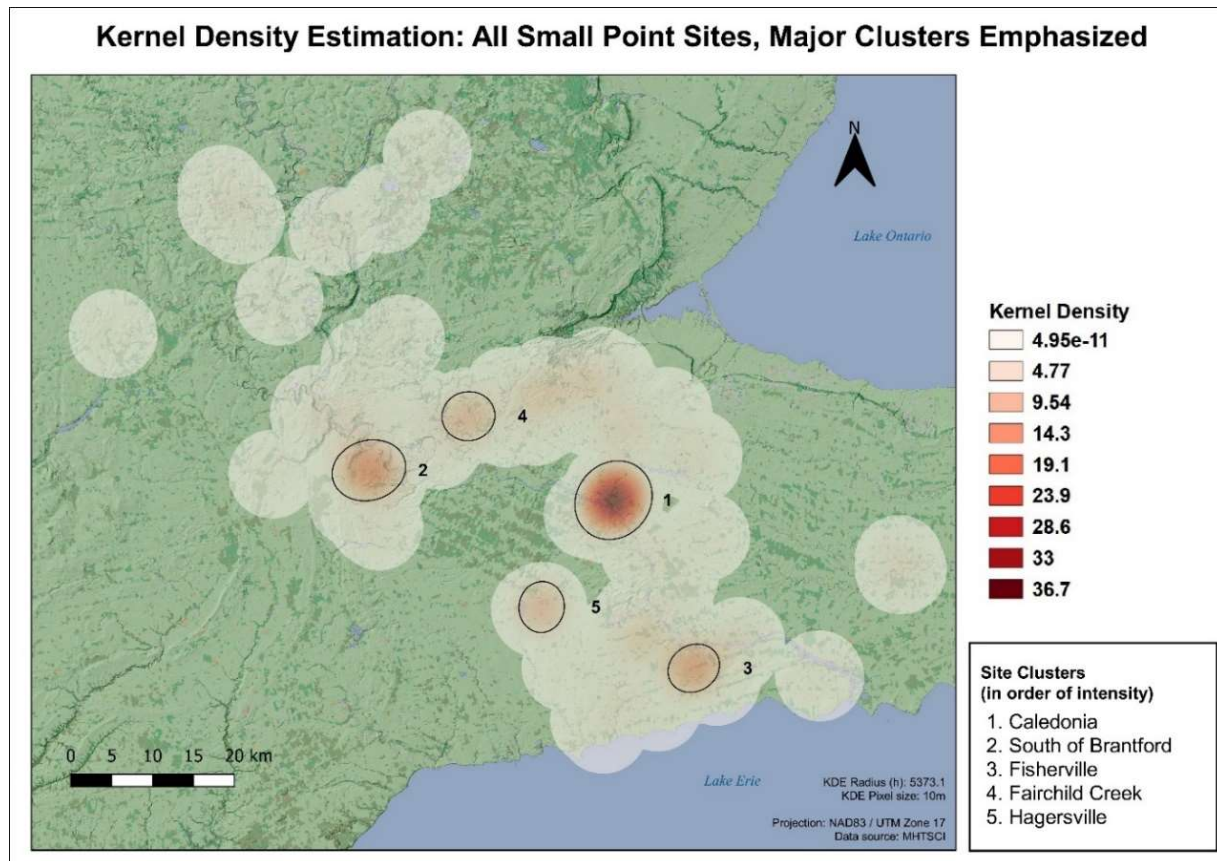 Kernel Density Estimation: All Small Point Sites, Major Clusters Emphasized
N
Lake Ontario
4
2
1
5
3
0 5 10 15 20 km
Lake Erie
KDE Radius (h): 5373.1
KDE Pixel size: 10m
Projection: NAD83 / UTM Zone 17
Data source: MHTSCI
Kernel Density
4.95e-11
4.77
9.54
14.3
19.1
23.9
28.6
33
36.7
Site Clusters
(in order of intensity)
1. Caledonia
2. South of Brantford
3. Fisherville
4. Fairchild Creek
5. Hagersville